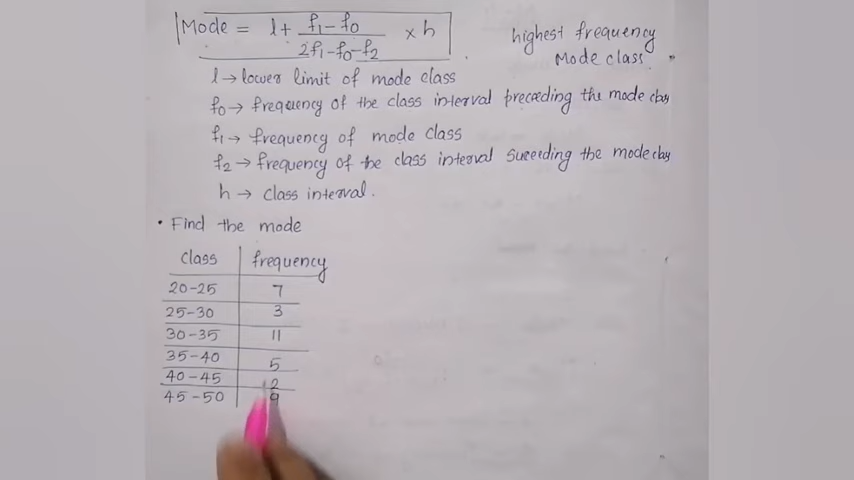 Mode = l + f1 - f0 / 2f1 - f0 - f2 × h
highest frequency
Mode class
l → lower limit of mode class
f0 → frequency of the class interval preceeding the mode class
f1 → frequency of mode class
f2 → frequency of the class interval suceeding the mode class
h → class interval.
• Find the mode
class frequency
20-25 7
25-30 3
30-35 11
35-40 5
40-45
45-50 9